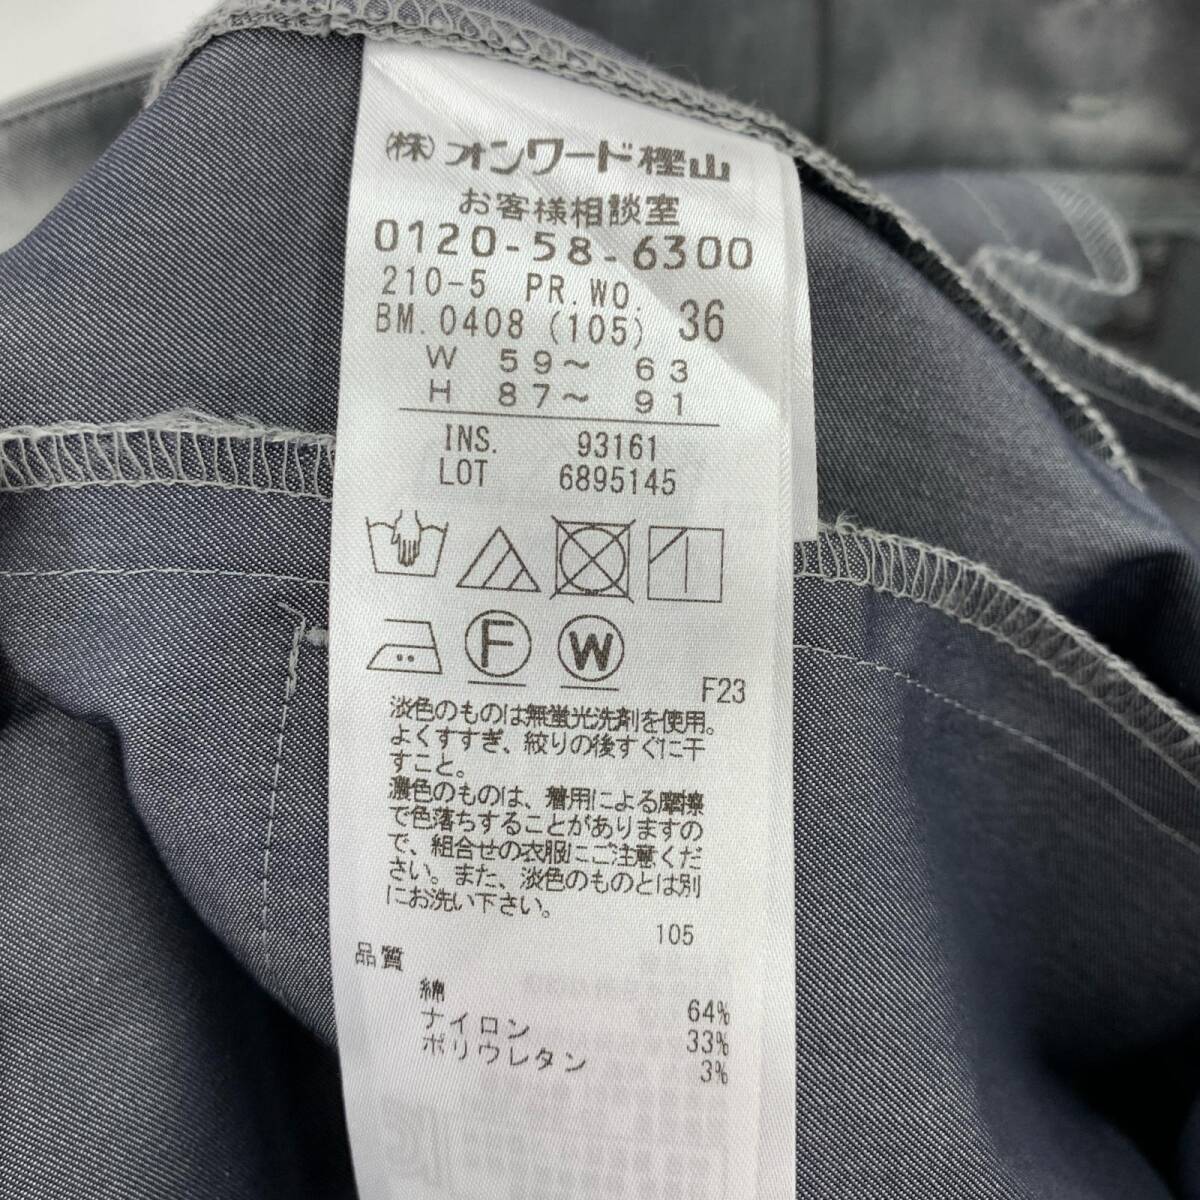 (株)オンワード樫山
お客様相談室
0120-58-6300
210-5 PR.WO.
BM.0408 (105) 36
W 59〜 63
H 87〜 91
INS. 93161
LOT 6895145
F W
F23
淡色のものは無蛍光洗剤を使用。
よくすすぎ、絞りの後すぐに干
すこと。
濃色のものは、着用による摩擦
で色落ちすることがありますの
で、組合せの衣服にご注意くだ
さい。また、淡色のものとは別
にお洗い下さい。
105
品質
綿 64%
ナイロン 33%
ポリウレタン 3%